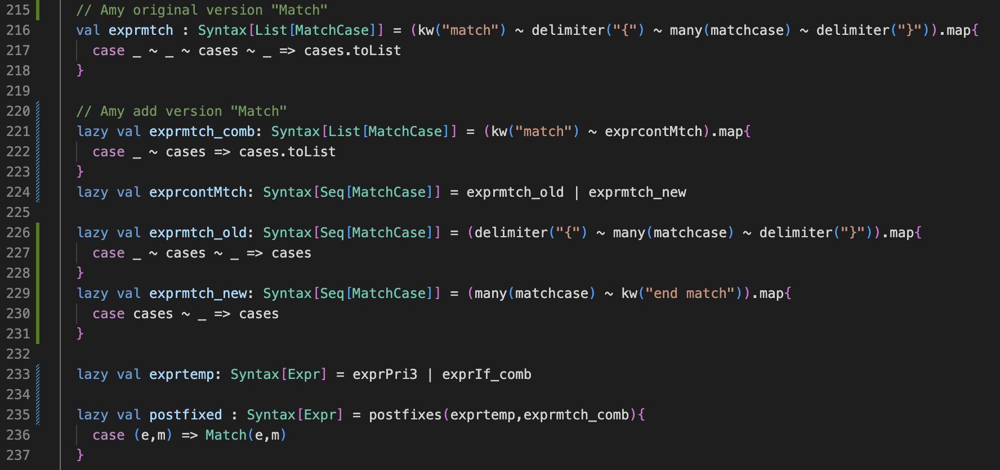 215 // Amy original version "Match"
216 val exprmtch : Syntax[List[MatchCase]] = (kw("match") ~ delimiter("{") ~ many(matchcase) ~ delimiter("}")).map{
217 case _ ~ _ ~ cases ~ _ => cases.toList
218 }
219
220 // Amy add version "Match"
221 lazy val exprmtch_comb: Syntax[List[MatchCase]] = (kw("match") ~ exprcontMtch).map{
222 case _ ~ cases => cases.toList
223 }
224 lazy val exprcontMtch: Syntax[Seq[MatchCase]] = exprmtch_old | exprmtch_new
225
226 lazy val exprmtch_old: Syntax[Seq[MatchCase]] = (delimiter("{") ~ many(matchcase) ~ delimiter("}")).map{
227 case _ ~ cases ~ _ => cases
228 }
229 lazy val exprmtch_new: Syntax[Seq[MatchCase]] = (many(matchcase) ~ kw("end match")).map{
230 case cases ~ _ => cases
231 }
232
233 lazy val exprtemp: Syntax[Expr] = exprPri3 | exprIf_comb
234
235 lazy val postfixed : Syntax[Expr] = postfixes(exprtemp,exprmtch_comb){
236 case (e,m) => Match(e,m)
237 }